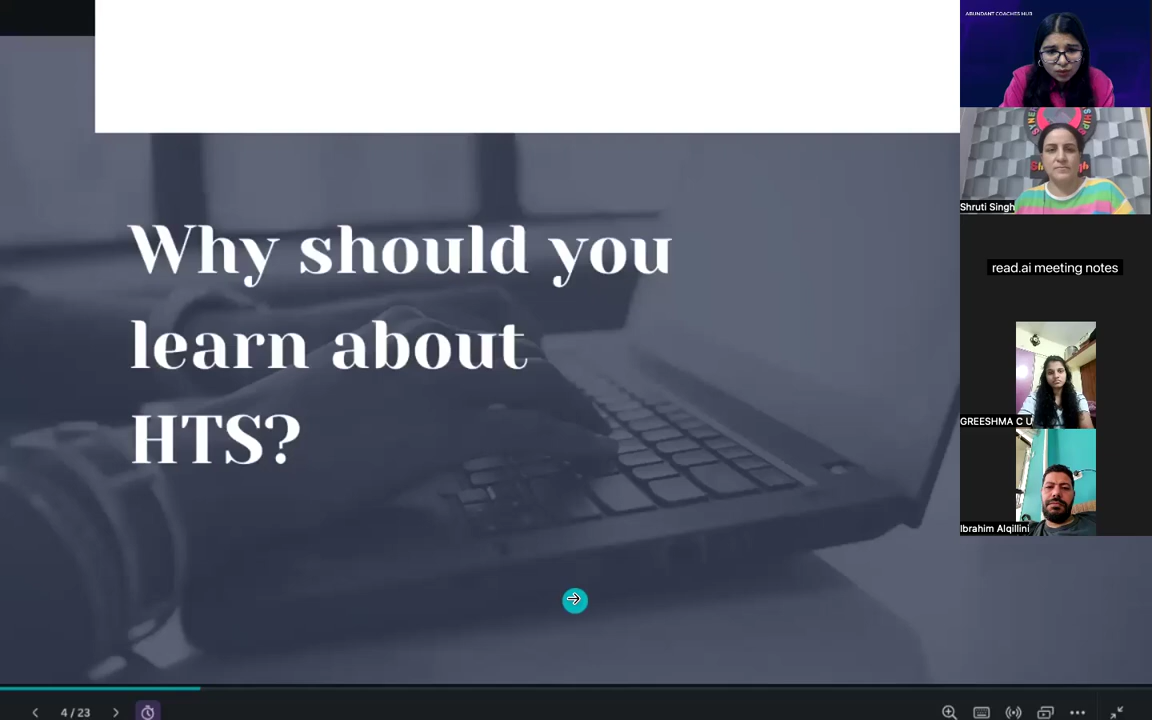 Why should you
learn about
HTS?
ABUNDANT COACHES HUB
Shruti Singh
read.ai meeting notes
GREESHMA C U
Ibrahim Alqillini
4 / 23